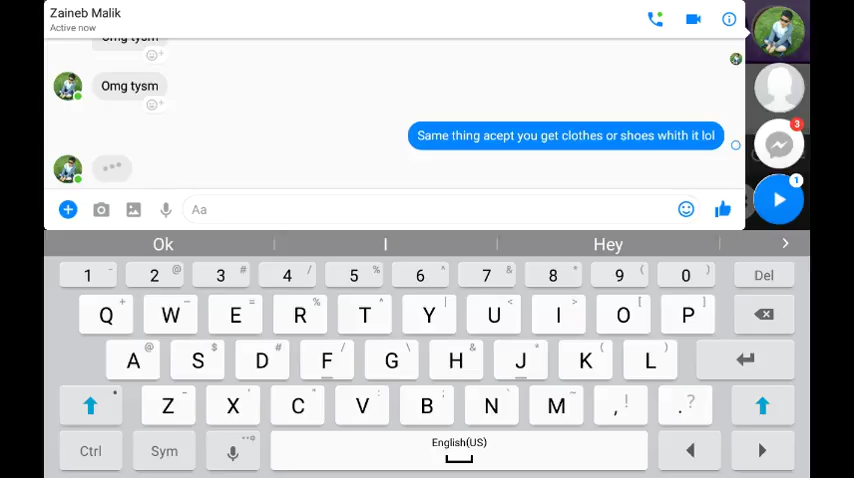 Zaineb Malik
Active now
Omg tysm
3
Omg tysm
Same thing acept you get clothes or shoes whith it lol
1
Aa
Ok I Hey >
1 - 2 @ 3 # 4 / 5 % 6 ^ 7 & 8 * 9 ( 0 ) Del
Q + W − E = R % T ^ Y | U < I > O [ P ]
A @ S $ D # F / G H & J * K ( L )
Z - X ' C " V : B ; N ` M ~ , ! . ?
Ctrl Sym English(US)